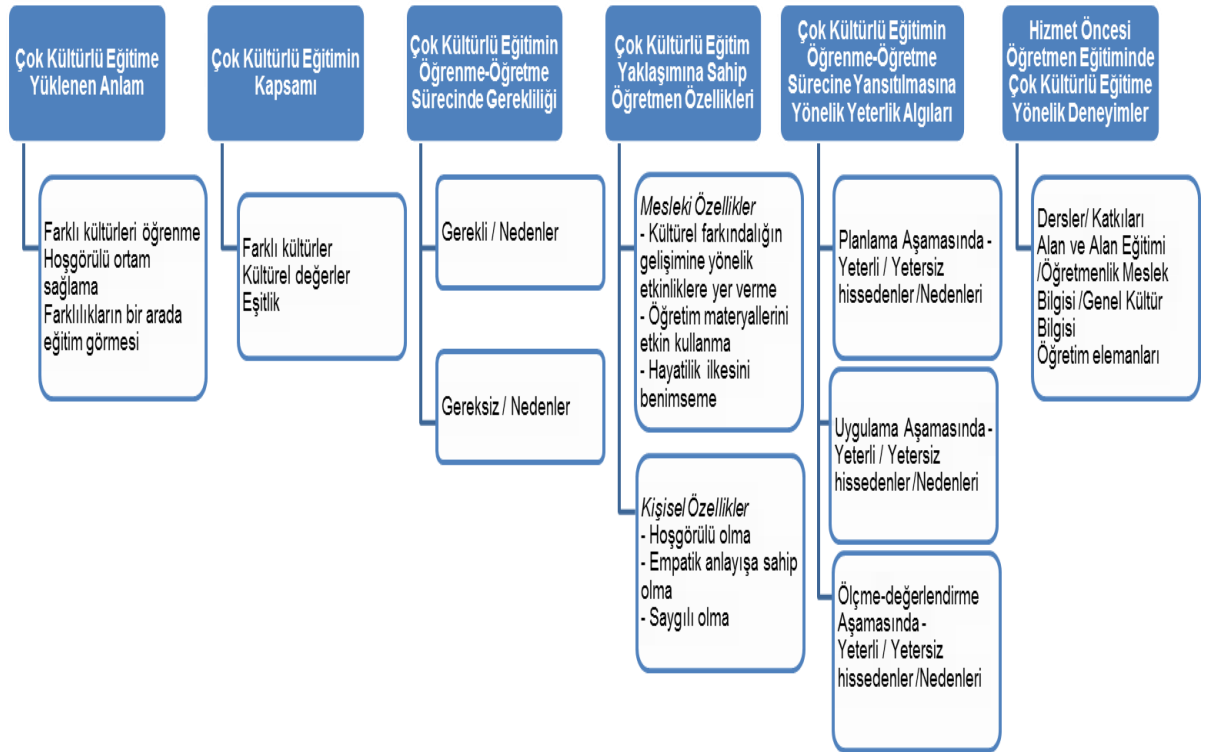 Çok Kültürlü Eğitime
Yüklenen Anlam
Farklı kültürleri öğrenme
Hoşgörülü ortam
sağlama
Farklılıkların bir arada
eğitim görmesi
Çok Kültürlü Eğitimin
Kapsamı
Farklı kültürler
Kültürel değerler
Eşitlik
Çok Kültürlü Eğitimin
Öğrenme-Öğretme
Sürecinde Gerekliliği
Gerekli / Nedenler
Gereksiz / Nedenler
Çok Kültürlü Eğitim
Yaklaşımına Sahip
Öğretmen Özellikleri
Mesleki Özellikler
- Kültürel farkındalığın
gelişimine yönelik
etkinliklere yer verme
- Öğretim materyallerini
etkin kullanma
- Hayatilik ilkesini
benimseme
Kişisel Özellikler
- Hoşgörülü olma
- Empatik anlayışa sahip
olma
- Saygılı olma
Çok Kültürlü Eğitimin
Öğrenme-Öğretme
Sürecine Yansıtılmasına
Yönelik Yeterlik Algıları
Planlama Aşamasında -
Yeterli / Yetersiz
hissedenler /Nedenleri
Uygulama Aşamasında -
Yeterli / Yetersiz
hissedenler /Nedenleri
Ölçme-değerlendirme
Aşamasında -
Yeterli / Yetersiz
hissedenler /Nedenleri
Hizmet Öncesi
Öğretmen Eğitiminde
Çok Kültürlü Eğitime
Yönelik Deneyimler
Dersler/ Katkıları
Alan ve Alan Eğitimi
/Öğretmenlik Meslek
Bilgisi /Genel Kültür
Bilgisi
Öğretim elemanları